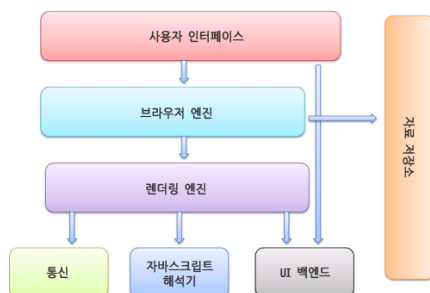 사용자 인터페이스
브라우저 엔진
자료 저장소
렌더링 엔진
통신
자바스크립트
해석기
UI 백엔드